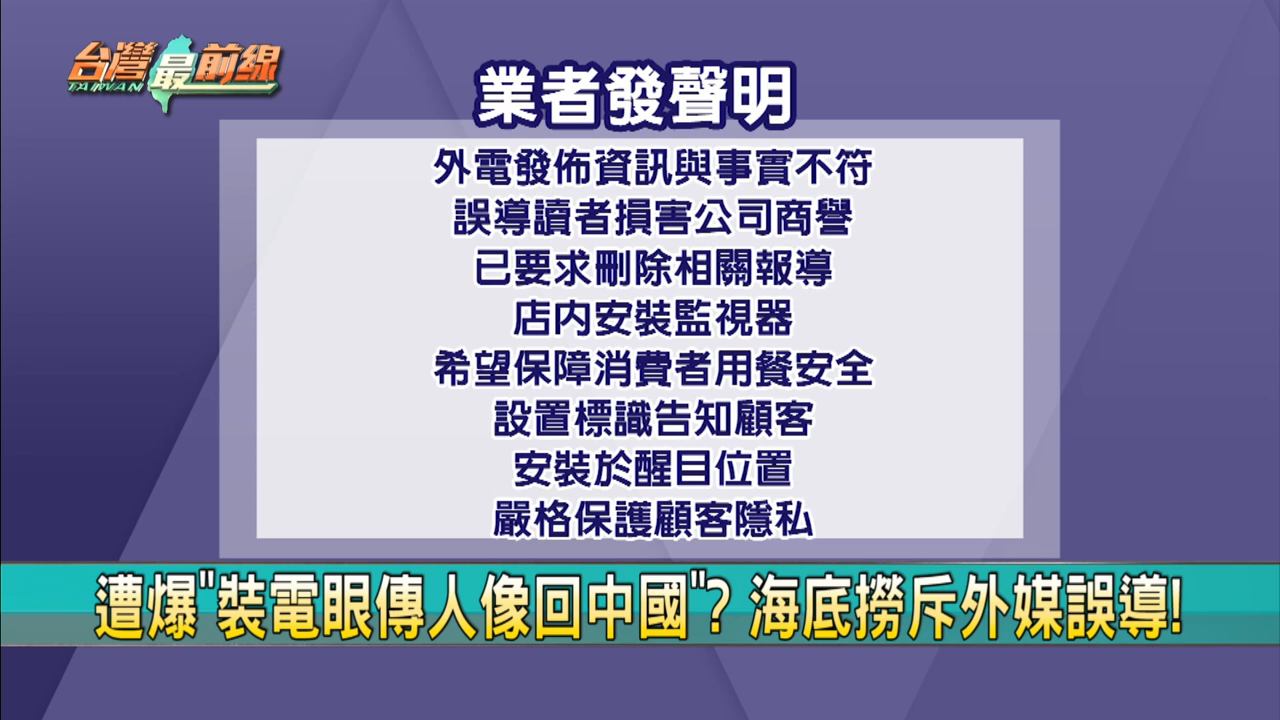 台灣最前線
TAIWAN
業者發聲明
外電發佈資訊與事實不符
誤導讀者損害公司商譽
已要求刪除相關報導
店內安裝監視器
希望保障消費者用餐安全
設置標識告知顧客
安裝於醒目位置
嚴格保護顧客隱私
遭爆"裝電眼傳人像回中國"? 海底撈斥外媒誤導!